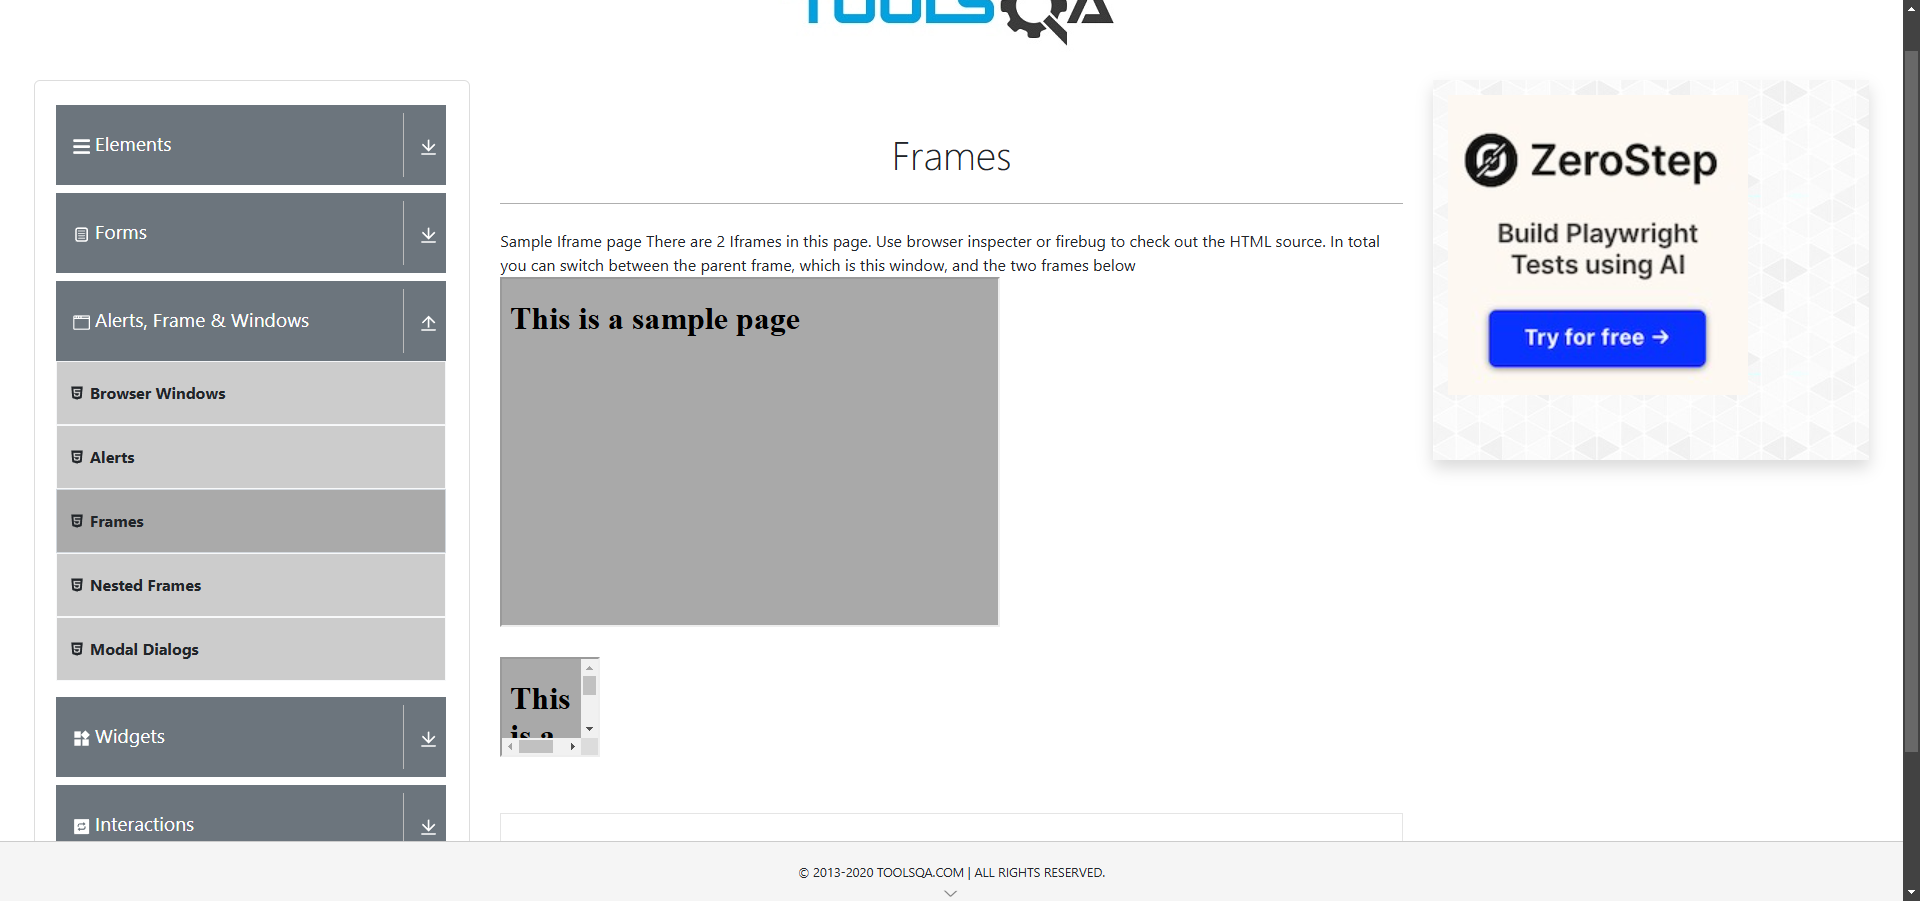 TOOLSQA
Elements
Forms
Alerts, Frame & Windows
Browser Windows
Alerts
Frames
Nested Frames
Modal Dialogs
Widgets
Interactions
Frames
Sample Iframe page There are 2 Iframes in this page. Use browser inspecter or firebug to check out the HTML source. In total
you can switch between the parent frame, which is this window, and the two frames below
This is a sample page
This
is a
ZeroStep
Build Playwright
Tests using AI
Try for free →
© 2013-2020 TOOLSQA.COM | ALL RIGHTS RESERVED.